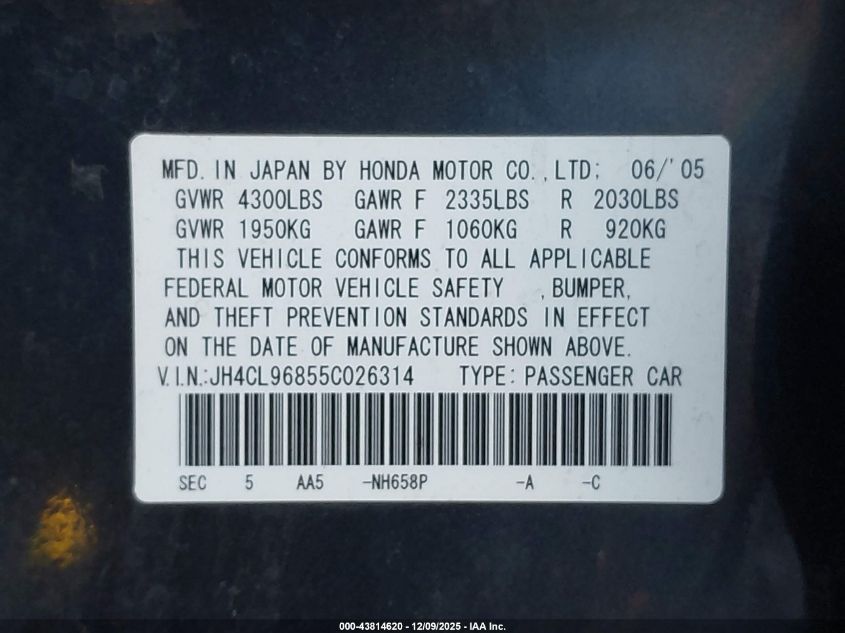 MFD. IN JAPAN BY HONDA MOTOR CO.,LTD; 06/'05
GVWR 4300LBS GAWR F 2335LBS R 2030LBS
GVWR 1950KG GAWR F 1060KG R 920KG
THIS VEHICLE CONFORMS TO ALL APPLICABLE
FEDERAL MOTOR VEHICLE SAFETY ,BUMPER,
AND THEFT PREVENTION STANDARDS IN EFFECT
ON THE DATE OF MANUFACTURE SHOWN ABOVE.
V.I.N.:JH4CL96855C026314 TYPE: PASSENGER CAR
SEC 5 AA5 -NH658P -A -C
000-43814620 - 12/09/2025 - IAA Inc.